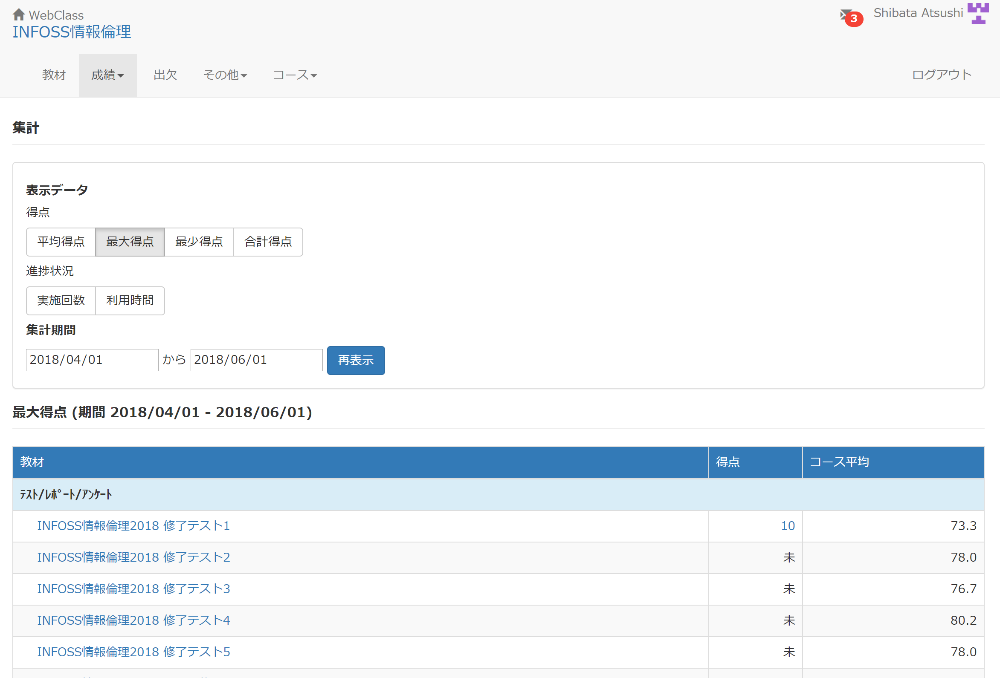 WebClass
INFOSS情報倫理
3
Shibata Atsushi
教材 成績 出欠 その他 コース ログアウト
集計
表示データ
得点
平均得点 最大得点 最少得点 合計得点
進捗状況
実施回数 利用時間
集計期間
2018/04/01 から 2018/06/01 再表示
最大得点 (期間 2018/04/01 - 2018/06/01)
教材 得点 コース平均
ﾃｽﾄ/ﾚﾎﾟｰﾄ/ｱﾝｹｰﾄ
INFOSS情報倫理2018 修了テスト1 10 73.3
INFOSS情報倫理2018 修了テスト2 未 78.0
INFOSS情報倫理2018 修了テスト3 未 76.7
INFOSS情報倫理2018 修了テスト4 未 80.2
INFOSS情報倫理2018 修了テスト5 未 78.0